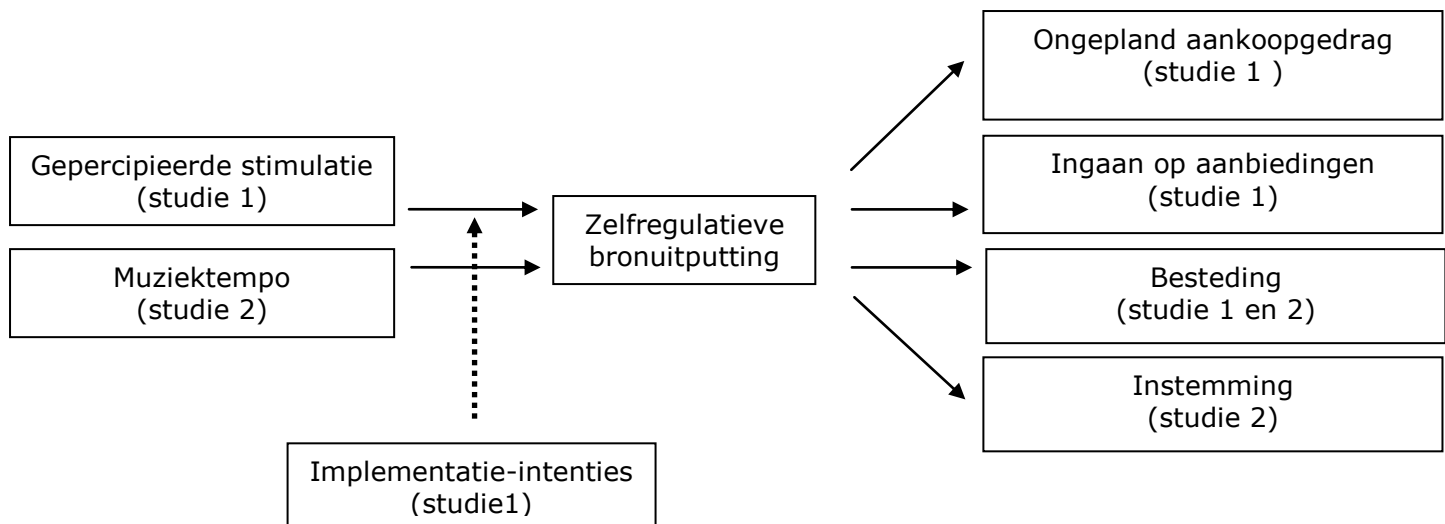 Gepercipieerde stimulatie
(studie 1)
Muziektempo
(studie 2)
Implementatie-intenties
(studie1)
Zelfregulatieve
bronuitputting
Ongepland aankoopgedrag
(studie 1 )
Ingaan op aanbiedingen
(studie 1)
Besteding
(studie 1 en 2)
Instemming
(studie 2)